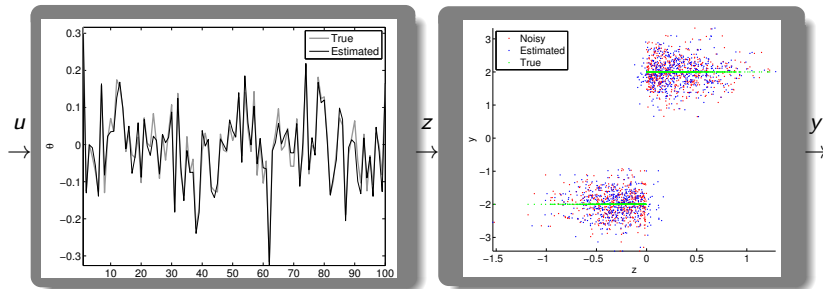 u
0.3
0.2
0.1
0
−0.1
−0.2
−0.3
θ
10 20 30 40 50 60 70 80 90 100
True
Estimated
z
3
2
1
0
−1
−2
−3
y
−1.5 −1 −0.5 0 0.5 1
z
Noisy
Estimated
True
y